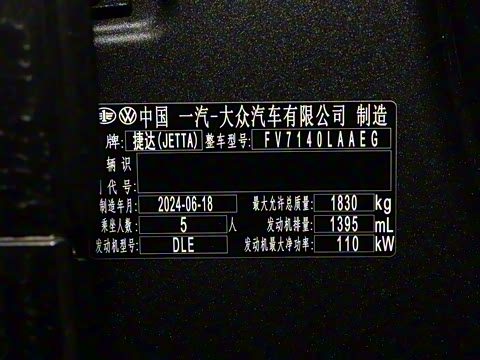 中国 一汽-大众汽车有限公司 制造
牌: 捷达(JETTA) 整车型号: FV7140LAAEG
辆识
代号:
制造年月: 2024-06-18 最大允许总质量: 1830 kg
乘坐人数: 5 人 发动机排量: 1395 mL
发动机型号: DLE 发动机最大净功率: 110 kW